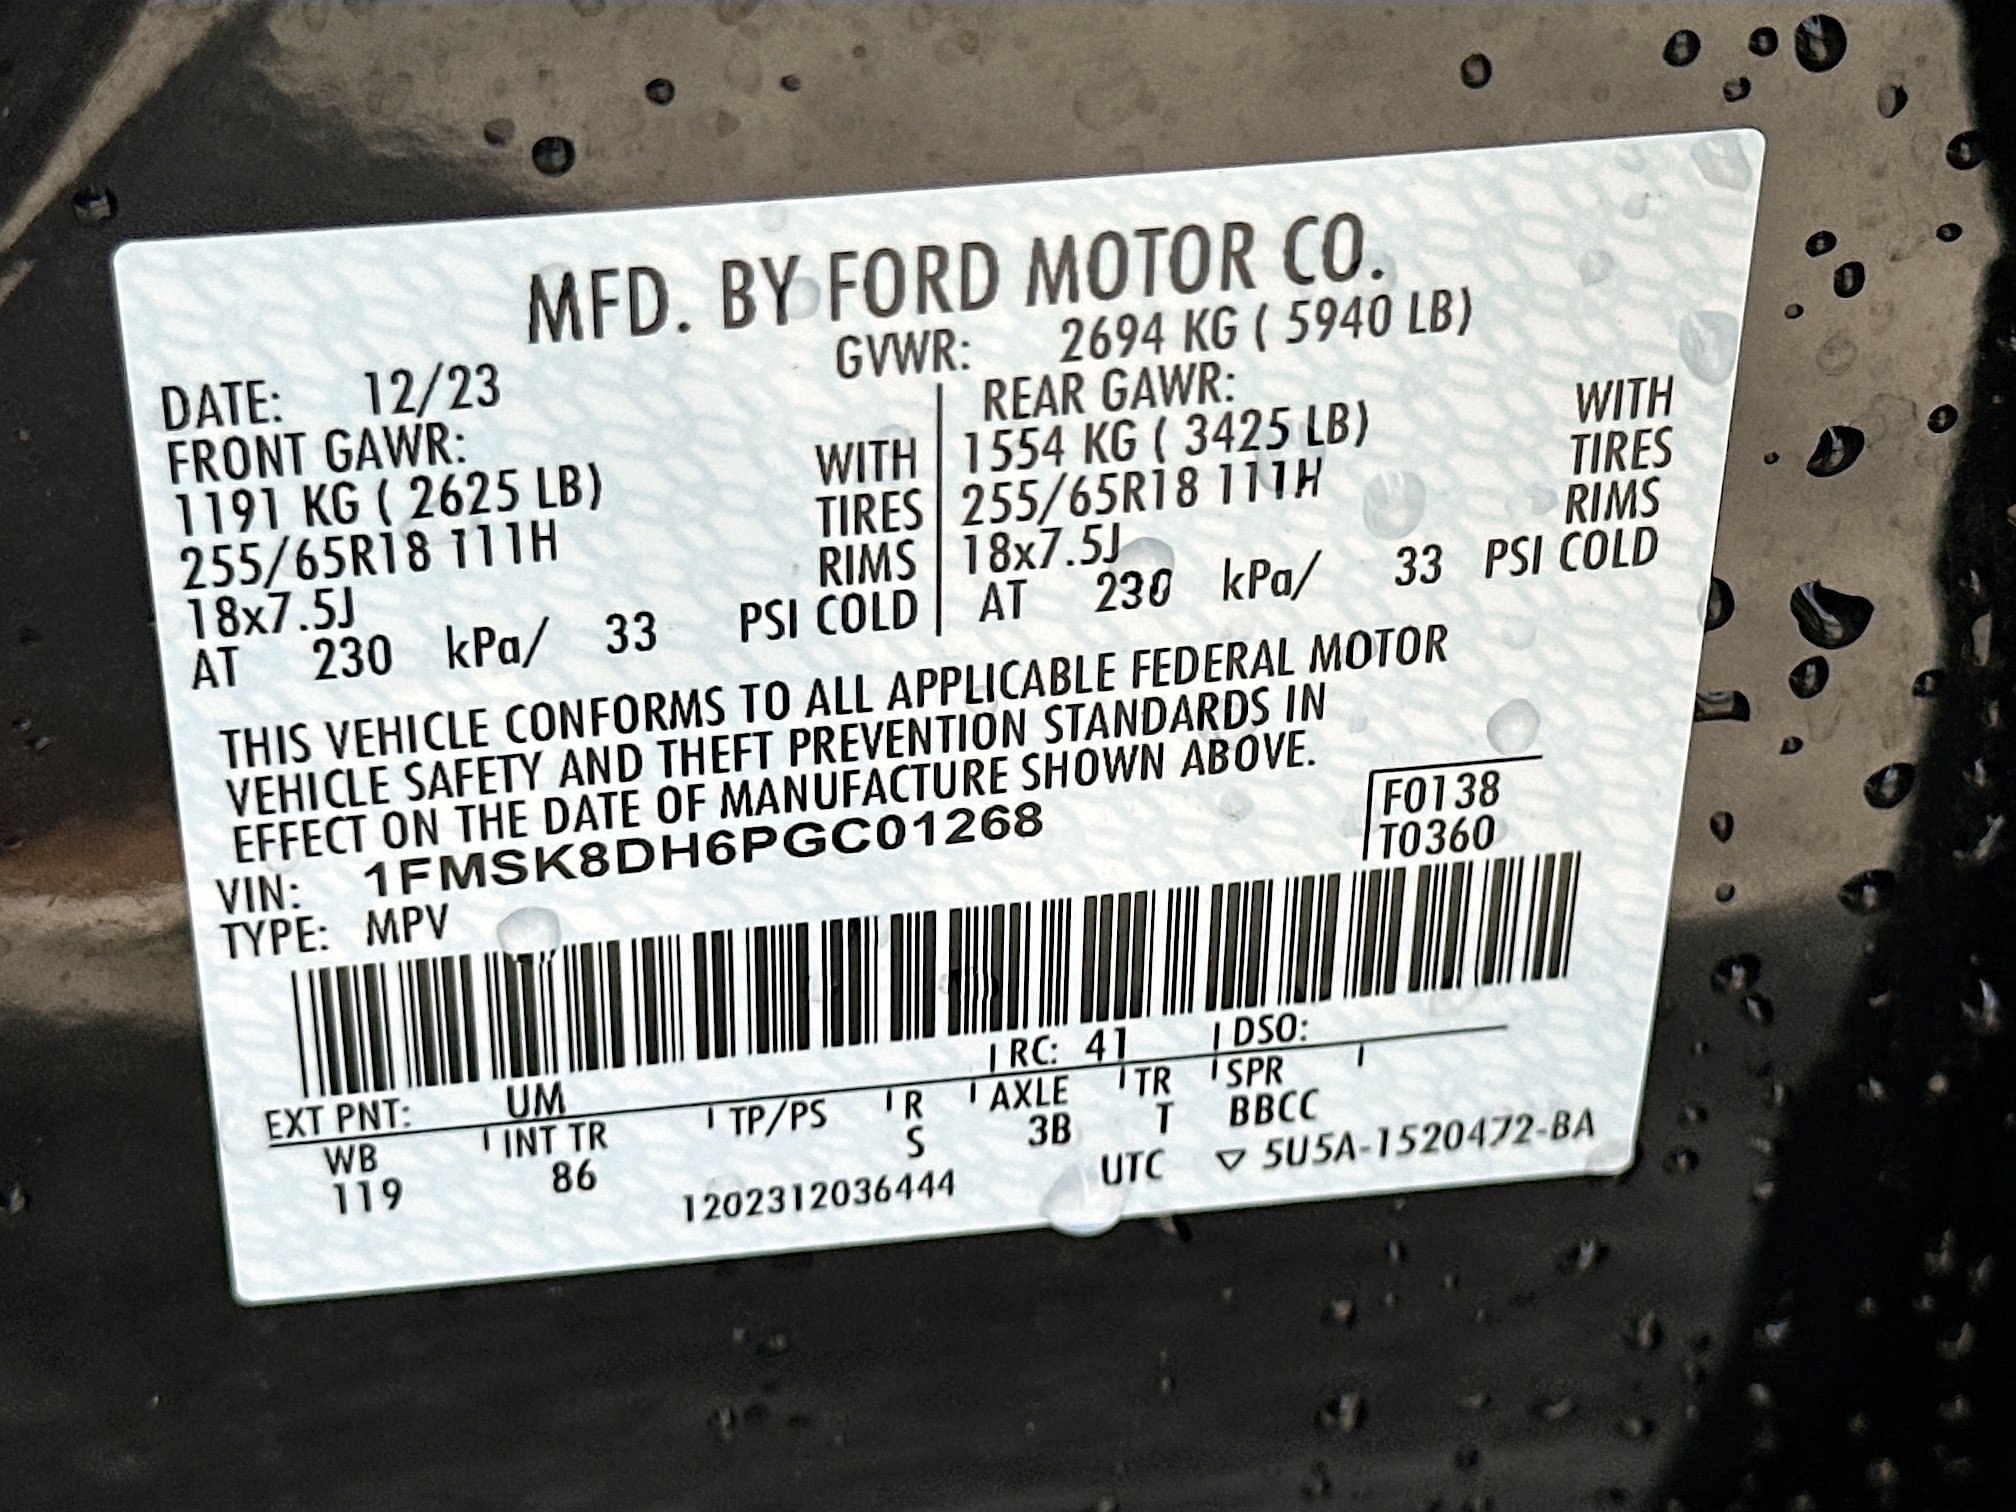 MFD. BY FORD MOTOR CO.
DATE: 12/23 GVWR: 2694 KG ( 5940 LB)
FRONT GAWR: REAR GAWR:
1191 KG ( 2625 LB) WITH 1554 KG ( 3425 LB) WITH
255/65R18 111H TIRES 255/65R18 111H TIRES
18x7.5J RIMS 18x7.5J RIMS
AT 230 kPa/ 33 PSI COLD AT 230 kPa/ 33 PSI COLD
THIS VEHICLE CONFORMS TO ALL APPLICABLE FEDERAL MOTOR
VEHICLE SAFETY AND THEFT PREVENTION STANDARDS IN
EFFECT ON THE DATE OF MANUFACTURE SHOWN ABOVE.
VIN: 1FMSK8DH6PGC01268 F0138
TYPE: MPV T0360
EXT PNT: UM RC: 41 DSO:
WB INT TR TP/PS R AXLE TR SPR
119 86 S 3B T BBCC
1202312036444 UTC ▽ 5U5A-1520472-BA